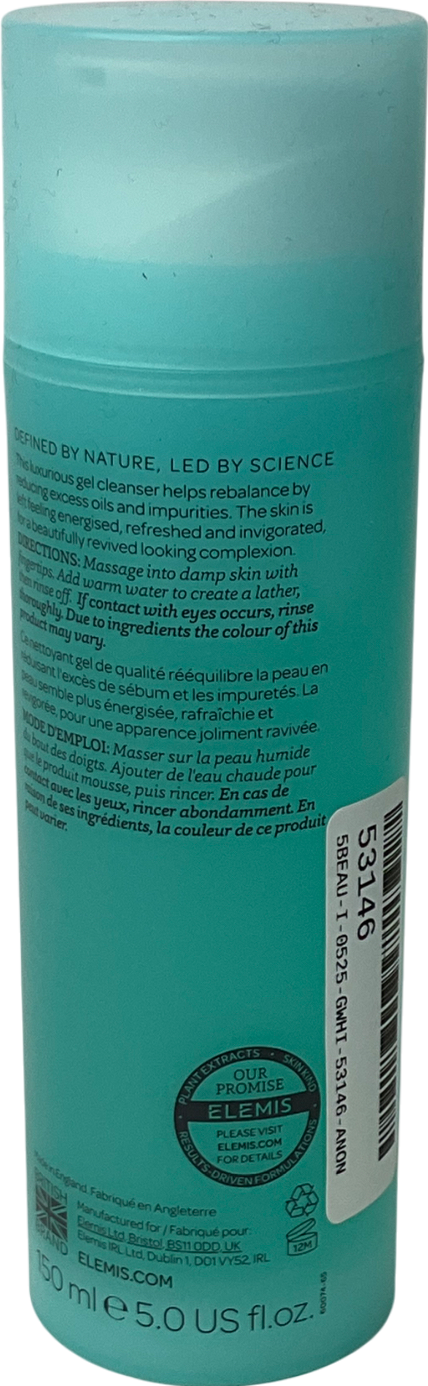 DEFINED BY NATURE, LED BY SCIENCE
This luxurious gel cleanser helps rebalance by
reducing excess oils and impurities. The skin is
left feeling energised, refreshed and invigorated,
for a beautifully revived looking complexion.
DIRECTIONS: Massage into damp skin with
fingertips. Add warm water to create a lather,
then rinse off. If contact with eyes occurs, rinse
thoroughly. Due to ingredients the colour of this
product may vary.
Ce nettoyant gel de qualité rééquilibre la peau en
réduisant l'excès de sébum et les impuretés. La
peau semble plus énergisée, rafraîchie et
revigorée, pour une apparence joliment ravivée.
MODE D'EMPLOI: Masser sur la peau humide
du bout des doigts. Ajouter de l'eau chaude pour
que le produit mousse, puis rincer. En cas de
contact avec les yeux, rincer abondamment. En
raison de ses ingrédients, la couleur de ce produit
peut varier.
53146
5BEAU-I-0525-GWHI-53146-ANON
PLANT EXTRACTS • SKIN KIND •
OUR
PROMISE
ELEMIS
PLEASE VISIT
ELEMIS.COM
FOR DETAILS
RESULTS-DRIVEN FORMULATIONS
Made in England. Fabriqué en Angleterre
BRITISH
BRAND
Manufactured for / Fabriqué pour:
Elemis Ltd, Bristol, BS11 0DD, UK
Elemis IRL Ltd, Dublin 1, D01 VY52, IRL
ELEMIS.COM
12M
150 ml e 5.0 US fl.oz.